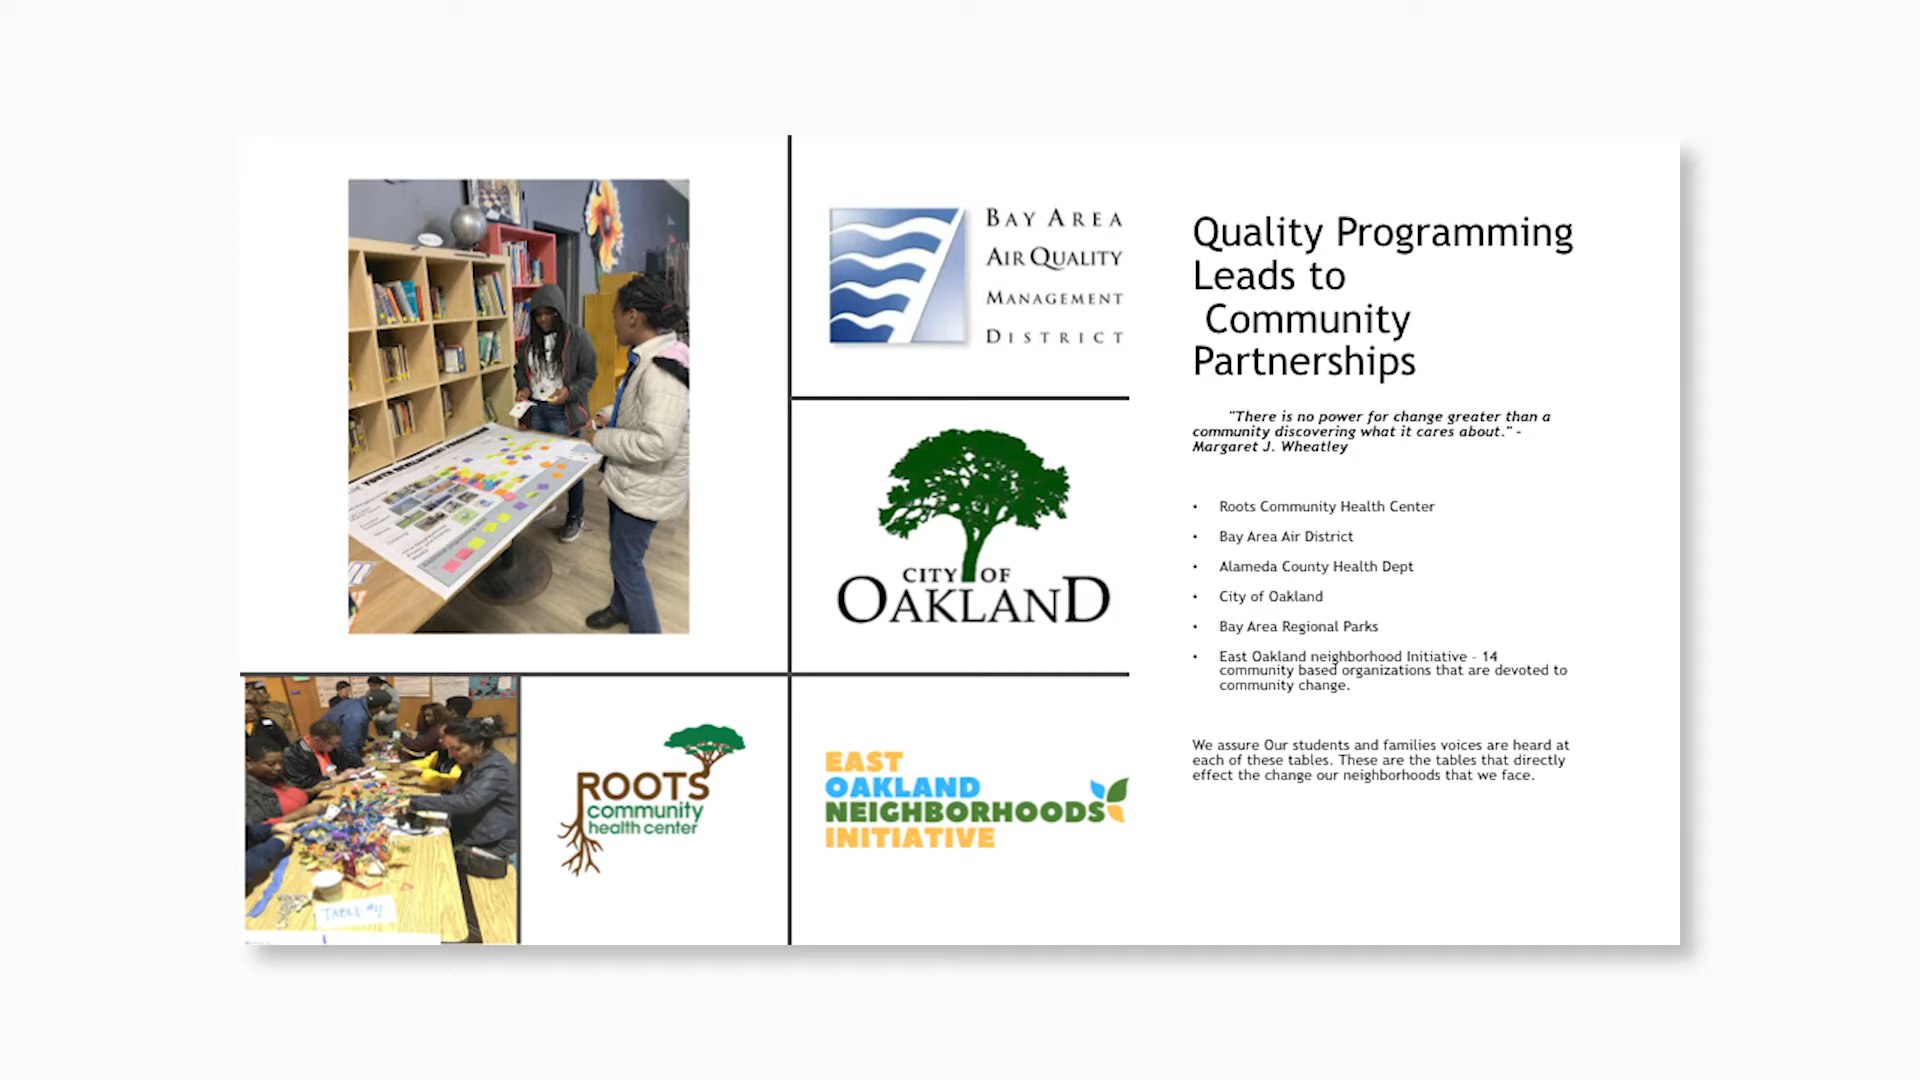 YOUTH DEVELOPMENT
TABLE #4
BAY AREA
AIR QUALITY
MANAGEMENT
DISTRICT
CITY OF
OAKLAND
ROOTS
community
health center
EAST
OAKLAND
NEIGHBORHOODS
INITIATIVE
Quality Programming
Leads to
Community
Partnerships
"There is no power for change greater than a
community discovering what it cares about." -
Margaret J. Wheatley
• Roots Community Health Center
• Bay Area Air District
• Alameda County Health Dept
• City of Oakland
• Bay Area Regional Parks
• East Oakland neighborhood Initiative - 14
community based organizations that are devoted to
community change.
We assure Our students and families voices are heard at
each of these tables. These are the tables that directly
effect the change our neighborhoods that we face.